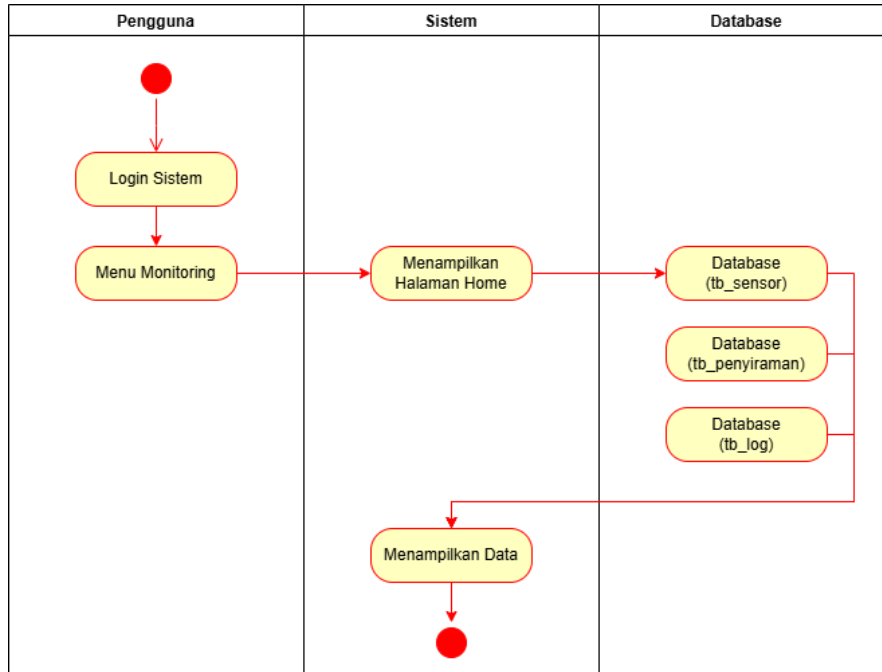 Pengguna
Sistem
Database
Login Sistem
Menu Monitoring
Menampilkan
Halaman Home
Database
(tb_sensor)
Database
(tb_penyiraman)
Database
(tb_log)
Menampilkan Data